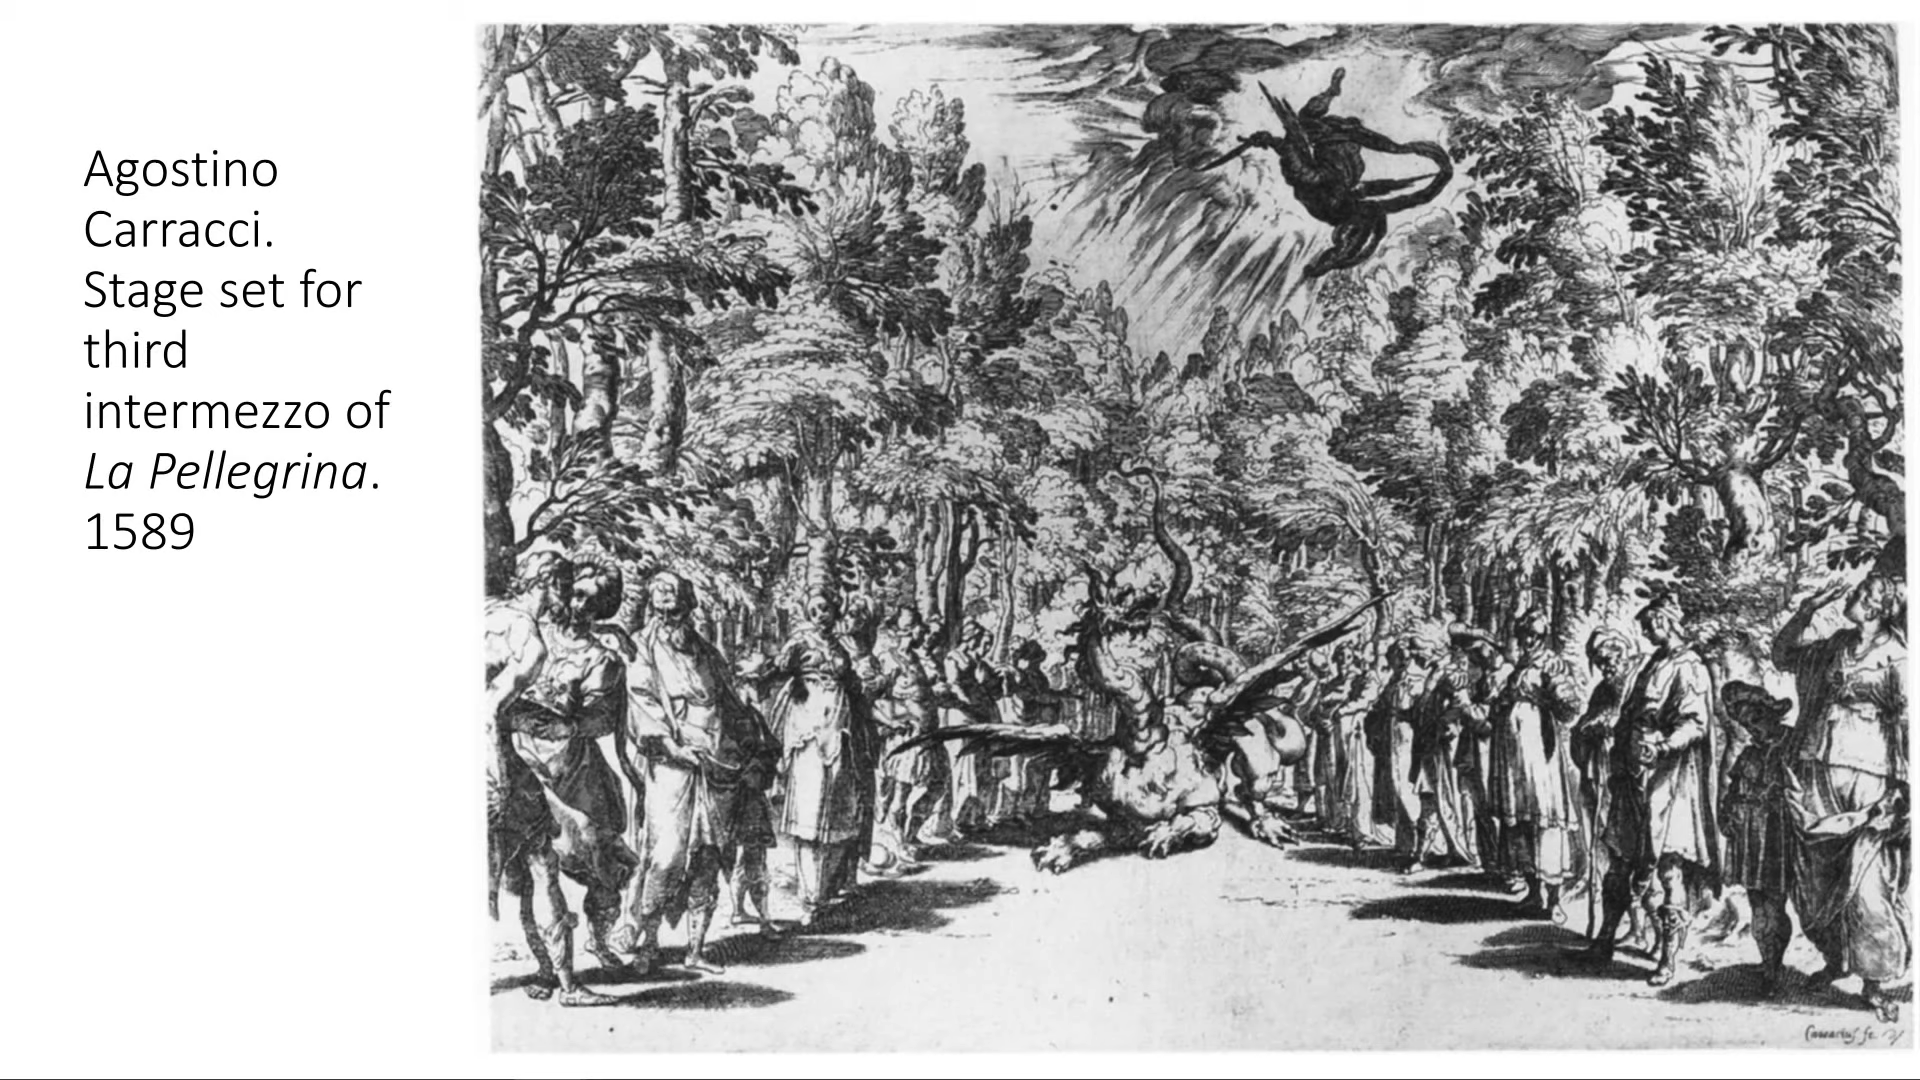 Agostino
Carracci.
Stage set for
third
intermezzo of
La Pellegrina.
1589